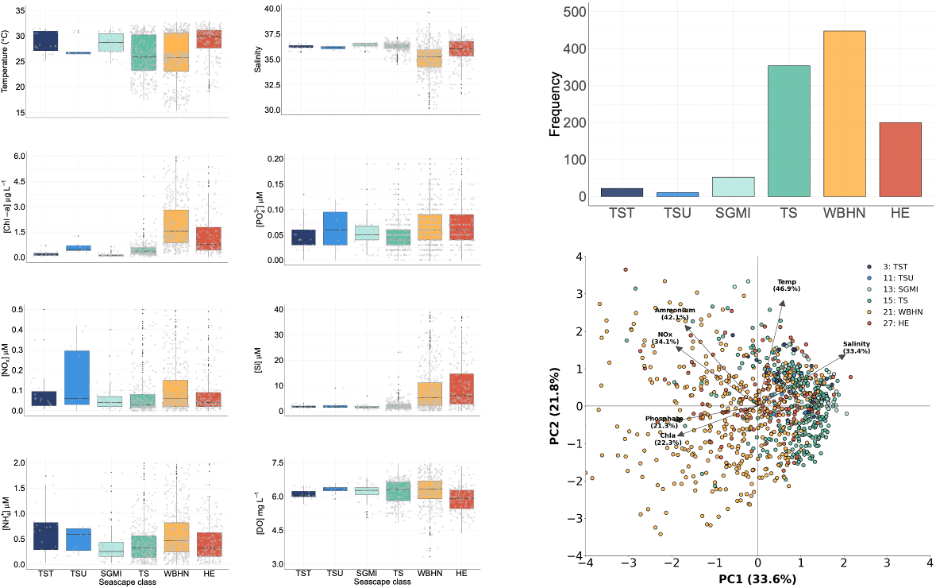 Temperature (°C)
35
30
25
20
15
Salinity
40.0
37.5
35.0
32.5
30.0
[Chl−a] µg L⁻¹
6.0
4.5
3.0
1.5
0.0
[PO₄³⁻] µM
0.20
0.15
0.10
0.05
0.00
[NOₓ] µM
0.5
0.4
0.3
0.2
0.1
0.0
[Si] µM
40
30
20
10
0
[NH₄⁺] µM
2.0
1.5
1.0
0.5
0.0
TST TSU SGMI TS WBHN HE
Seascape class
[DO] mg L⁻¹
7.5
6.0
4.5
3.0
TST TSU SGMI TS WBHN HE
Seascape class
Frequency
500
400
300
200
100
0
TST TSU SGMI TS WBHN HE
PC2 (21.8%)
4
3
2
1
0
−1
−2
−3
−4
Temp
(46.9%)
Ammonium
(42.1%)
NOx
(34.1%)
Salinity
(33.4%)
Phosphate
(21.3%)
Chla
(22.3%)
3: TST
11: TSU
13: SGMI
15: TS
21: WBHN
27: HE
−4 −3 −2 −1 0 1 2 3 4
PC1 (33.6%)